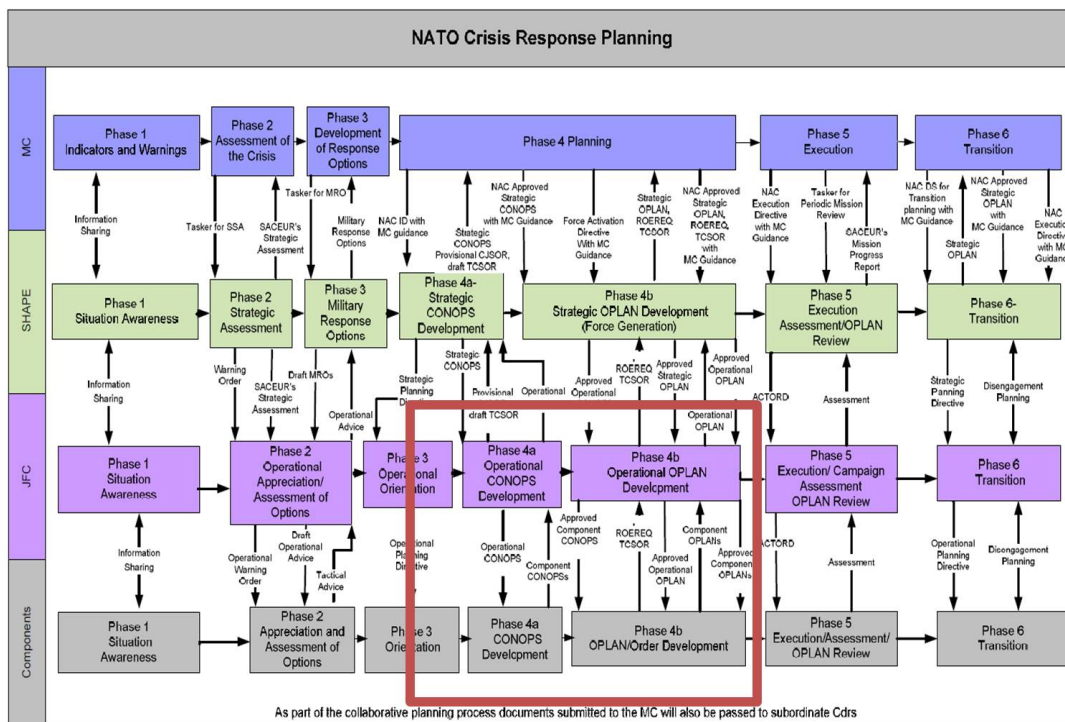 NATO Crisis Response Planning
MC
Phase 1
Indicators and Warnings
Phase 2
Assessment of
the Crisis
Phase 3
Development
of Response
Options
Phase 4 Planning
Phase 5
Execution
Phase 6
Transition
Information
Sharing
Tasker for SSA
SACEUR's
Strategic
Assessment
Tasker for MRO
Military
Response
Options
NAC ID with
MC guidance
Strategic
CONOPS
Provisional CJSOR,
draft TCSOR
NAC Approved
Strategic
CONOPS
with MC Guidance
Force Activation
Directive
With MC
Guidance
Strategic
OPLAN,
ROEREQ,
TCSOR
NAC Approved
Strategic
OPLAN,
ROEREQ,
TCSOR
with MC
Guidance
NAC
Execution
Directive
with MC
Guidance
Tasker for
Periodic Mission
Review
SACEUR's
Mission
Progress
Report
NAC DS for
Transition
planning with MC
Guidance
Strategic
OPLAN
NAC Approved
Strategic
OPLAN
with MC
Guidance
NAC
Execution
Directive
with MC
Guidance
SHAPE
Phase 1
Situation Awareness
Phase 2
Strategic
Assessment
Phase 3
Military
Response
Options
Phase 4a-
Strategic
CONOPS
Development
Phase 4b
Strategic OPLAN Development
(Force Generation)
Phase 5
Execution
Assessment/OPLAN
Review
Phase 6-
Transition
Information
Sharing
Warning
Order
SACEUR's
Strategic
Assessment
Draft MROs
Operational
Advice
Strategic
Planning
Directive
Strategic
CONOPS
Provisional
draft TCSOR
Operational
Approved
Operational
ROEREQ
TCSOR
Approved
Strategic
OPLAN
Operational
OPLAN
Approved
Operational
OPLAN
ACTORD
Assessment
Strategic
Planning
Directive
Disengagement
Planning
JFC
Phase 1
Situation
Awareness
Phase 2
Operational
Appreciation/
Assessment of
Options
Phase 3
Operational
Orientation
Phase 4a
Operational
CONOPS
Development
Phase 4b
Operational OPLAN
Development
Phase 5
Execution/ Campaign
Assessment
OPLAN Review
Phase 6
Transition
Information
Sharing
Operational
Warning
Order
Draft
Operational
Advice
Tactical
Advice
Operational
Planning
Directive
Operational
CONOPS
Component
CONOPSs
Approved
Component
CONOPS
ROEREQ
TCSOR
Approved
Operational
OPLAN
Component
OPLANs
Approved
Component
OPLANs
ACTORD
Assessment
Operational
Planning
Directive
Disengagement
Planning
Components
Phase 1
Situation
Awareness
Phase 2
Appreciation and
Assessment of
Options
Phase 3
Orientation
Phase 4a
CONOPS
Development
Phase 4b
OPLAN/Order Development
Phase 5
Execution/Assessment/
OPLAN Review
Phase 6
Transition
As part of the collaborative planning process documents submitted to the MC will also be passed to subordinate Cdrs